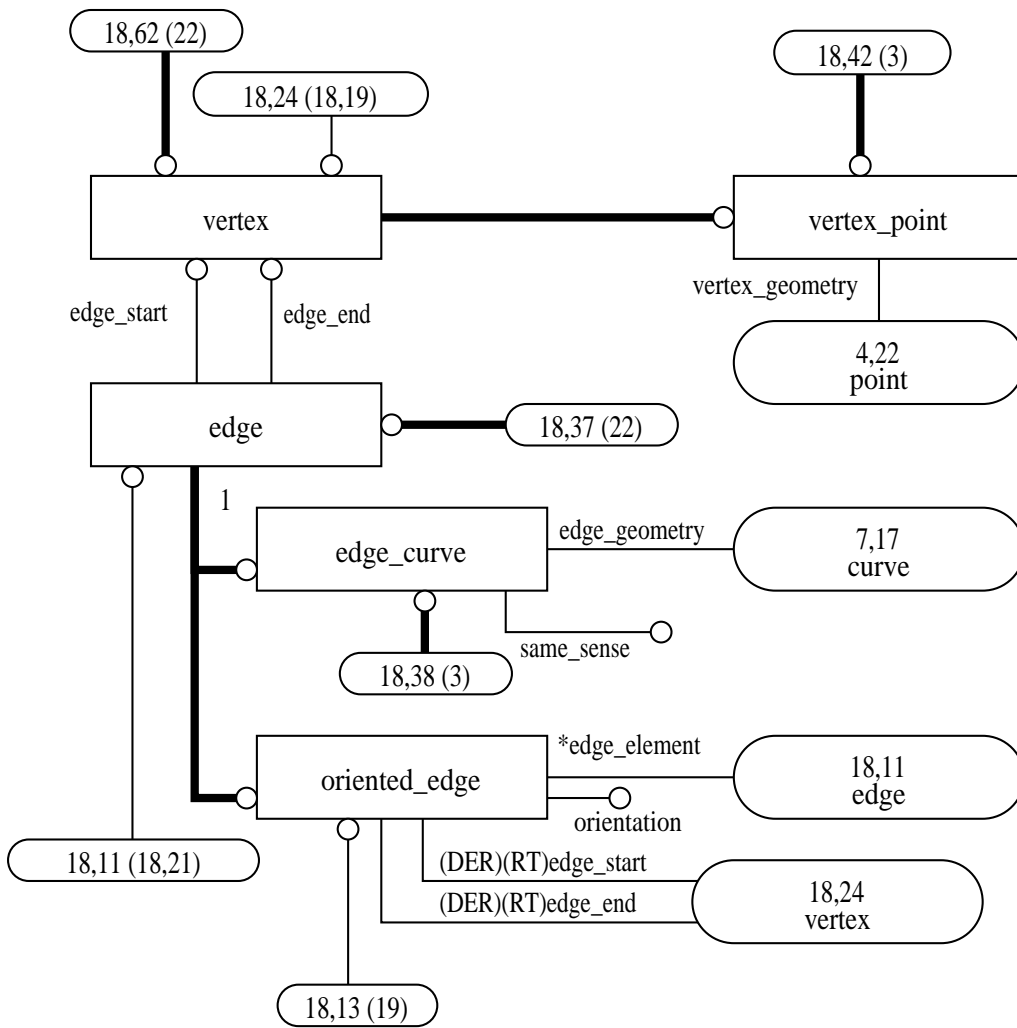 18,62 (22)
18,42 (3)
18,24 (18,19)
vertex
vertex_point
edge_start
edge_end
vertex_geometry
4,22
point
edge
18,37 (22)
1
edge_curve
edge_geometry
7,17
curve
same_sense
18,38 (3)
oriented_edge
*edge_element
18,11
edge
orientation
18,11 (18,21)
(DER)(RT)edge_start
(DER)(RT)edge_end
18,24
vertex
18,13 (19)